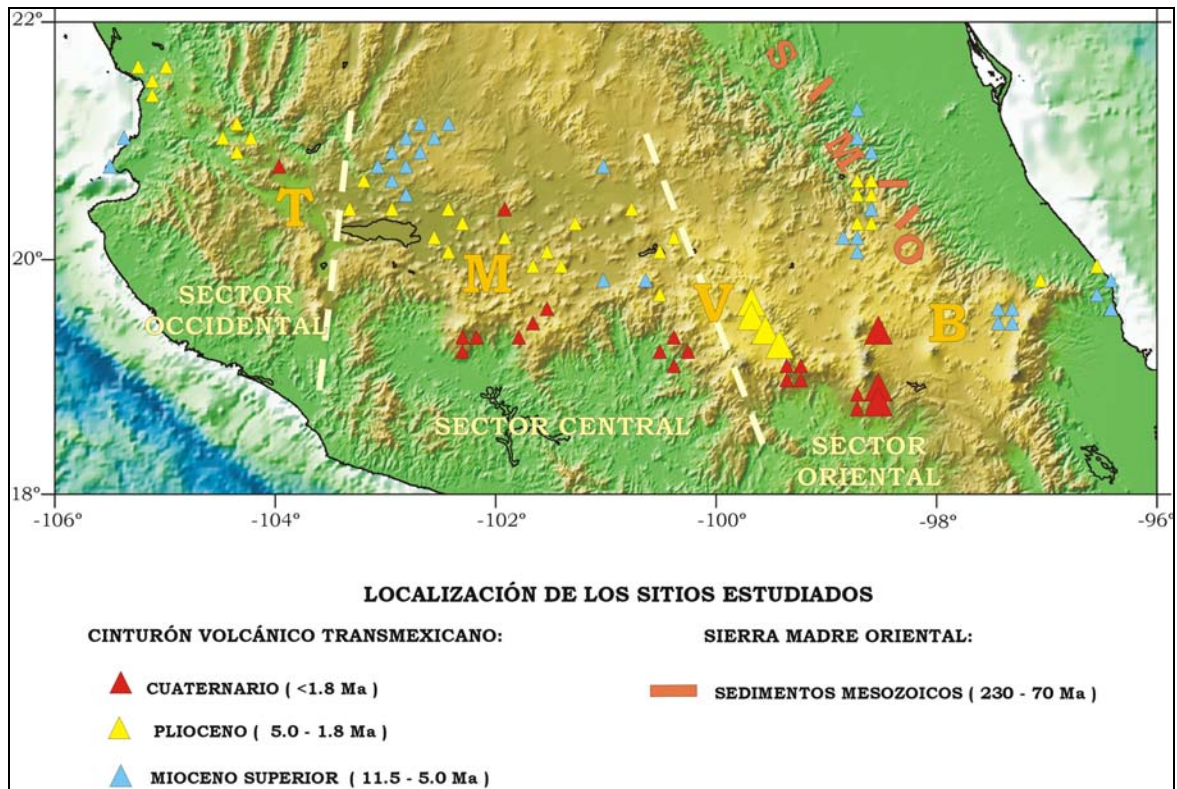 22°
20°
18°
S I M I O
T M V B
SECTOR
OCCIDENTAL
SECTOR CENTRAL
SECTOR
ORIENTAL
-106° -104° -102° -100° -98° -96°
LOCALIZACIÓN DE LOS SITIOS ESTUDIADOS
CINTURÓN VOLCÁNICO TRANSMEXICANO:
CUATERNARIO ( <1.8 Ma )
PLIOCENO ( 5.0 - 1.8 Ma )
MIOCENO SUPERIOR ( 11.5 - 5.0 Ma )
SIERRA MADRE ORIENTAL:
SEDIMENTOS MESOZOICOS ( 230 - 70 Ma )